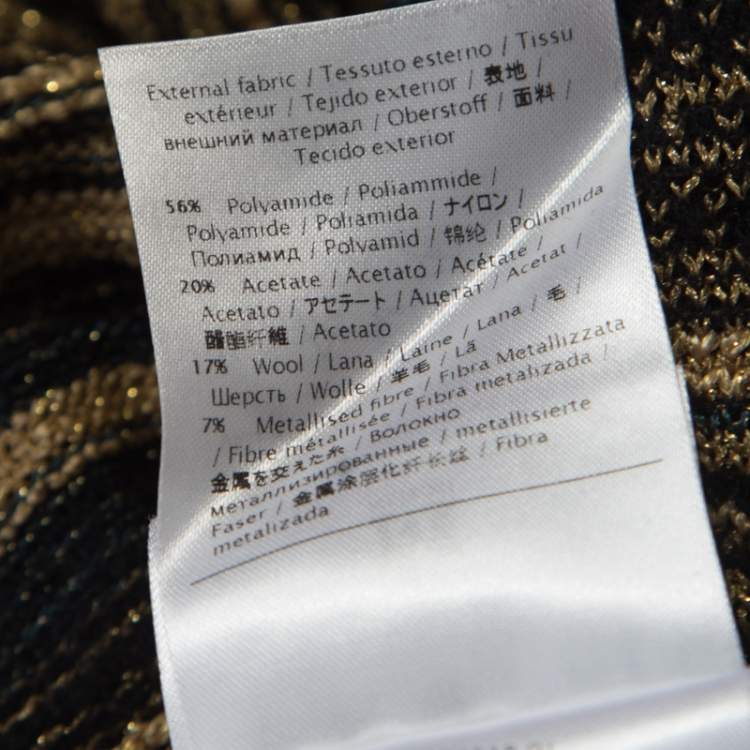 External fabric / Tessuto esterno / Tissu
extérieur / Tejido exterior / 表地 /
внешний материал / Oberstoff / 面料 /
Tecido exterior
56% Polyamide / Poliammide /
Polyamide / Poliamida / ナイロン /
Полиамид / Polyamid / 锦纶 / Poliamida
20% Acetate / Acetato / Acétate /
Acetato / アセテート / Ацетат / Acetat /
醋酯纤维 / Acetato
17% Wool / Lana / Laine / Lana / 毛 /
Шерсть / Wolle / 羊毛 / Lã
7% Metallised fibre / Fibra Metallizzata
/ Fibre métallisée / Fibra metalizada /
金属を交えた糸 / Волокно
металлизированные / metallisierte
Faser / 金属涂层化纤长丝 / Fibra
metalizada